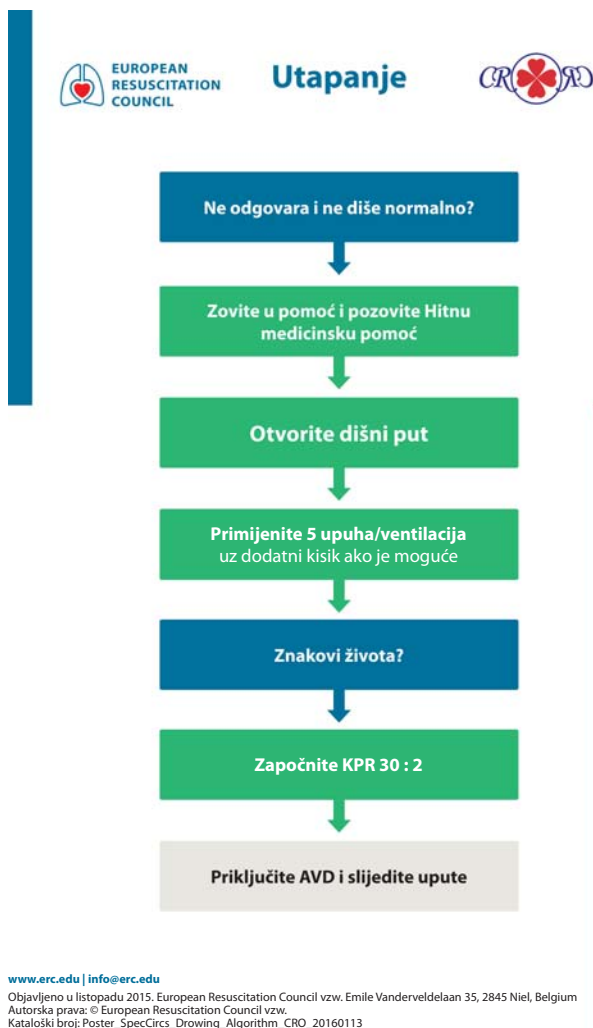 EUROPEAN
RESUSCITATION
COUNCIL
Utapanje
Ne odgovara i ne diše normalno?
Zovite u pomoć i pozovite Hitnu
medicinsku pomoć
Otvorite dišni put
Primijenite 5 upuha/ventilacija
uz dodatni kisik ako je moguće
Znakovi života?
Započnite KPR 30 : 2
Priključite AVD i slijedite upute
www.erc.edu | info@erc.edu
Objavljeno u listopadu 2015. European Resuscitation Council vzw. Emile Vanderveldelaan 35, 2845 Niel, Belgium
Autorska prava: © European Resuscitation Council vzw.
Kataloški broj: Poster_SpecCircs_Drowing_Algorithm_CRO_20160113